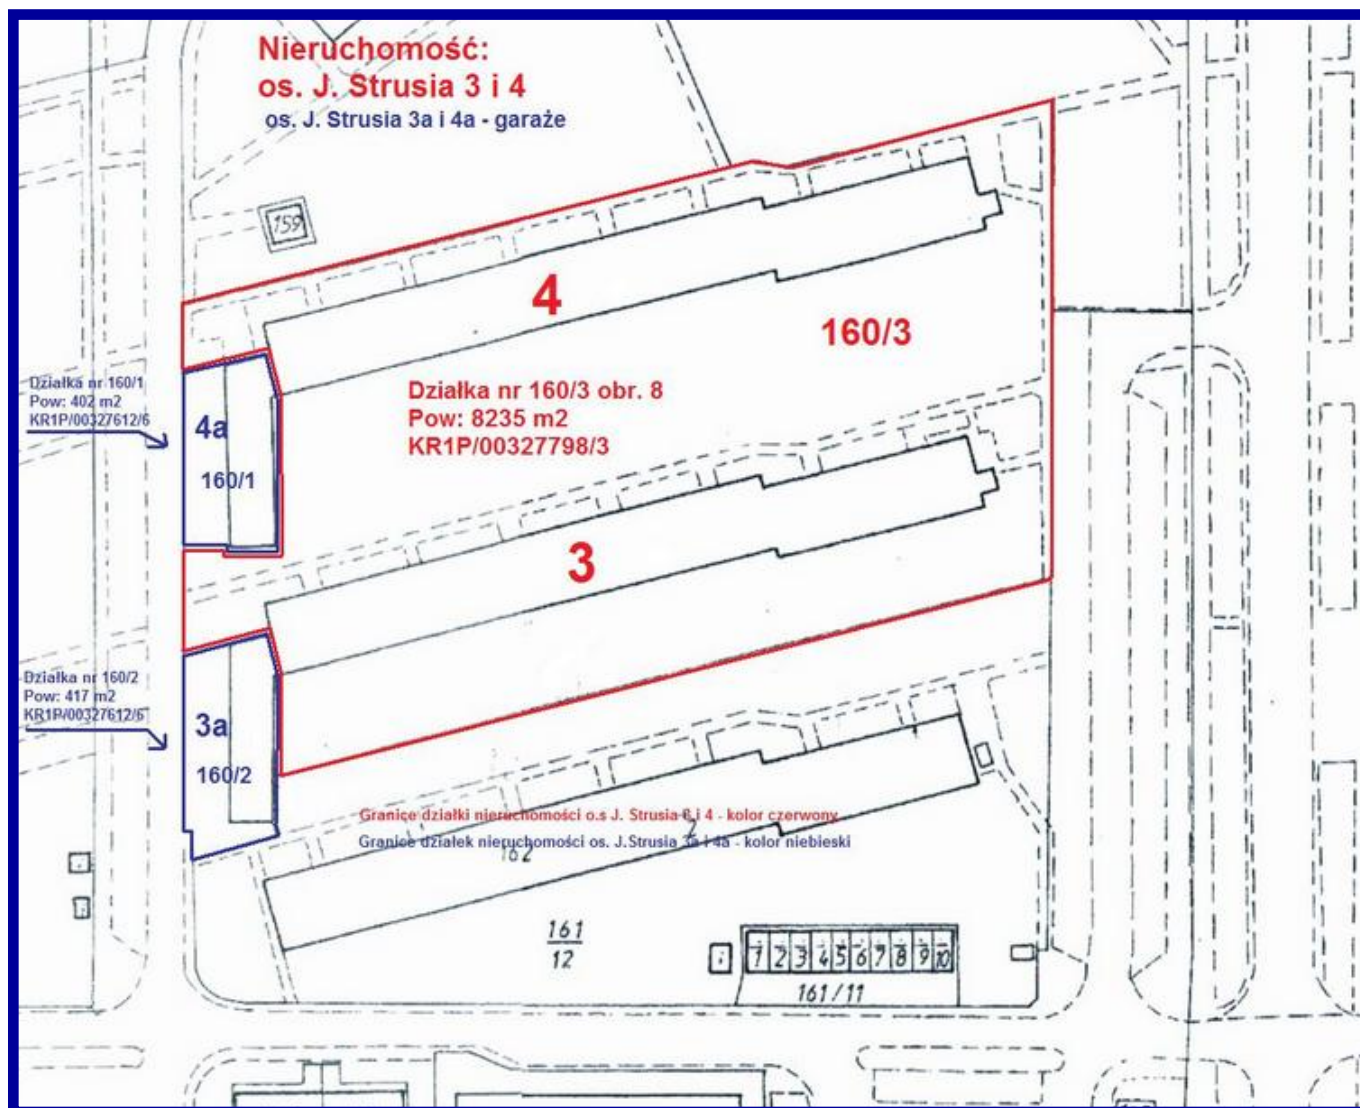 Nieruchomość:
os. J. Strusia 3 i 4
os. J. Strusia 3a i 4a - garaże
159
4
160/3
Działka nr 160/1
Pow: 402 m2
KR1P/00327612/6
Działka nr 160/3 obr. 8
Pow: 8235 m2
KR1P/00327798/3
4a
160/1
3
Działka nr 160/2
Pow: 417 m2
KR1P/00327612/6
3a
160/2
Granice działki nieruchomości o.s J. Strusia 3 i 4 - kolor czerwony
Granice działek nieruchomości os. J.Strusia 3a i 4a - kolor niebieski
2
162
161
12
i
1 2 3 4 5 6 7 8 9 10
161/11